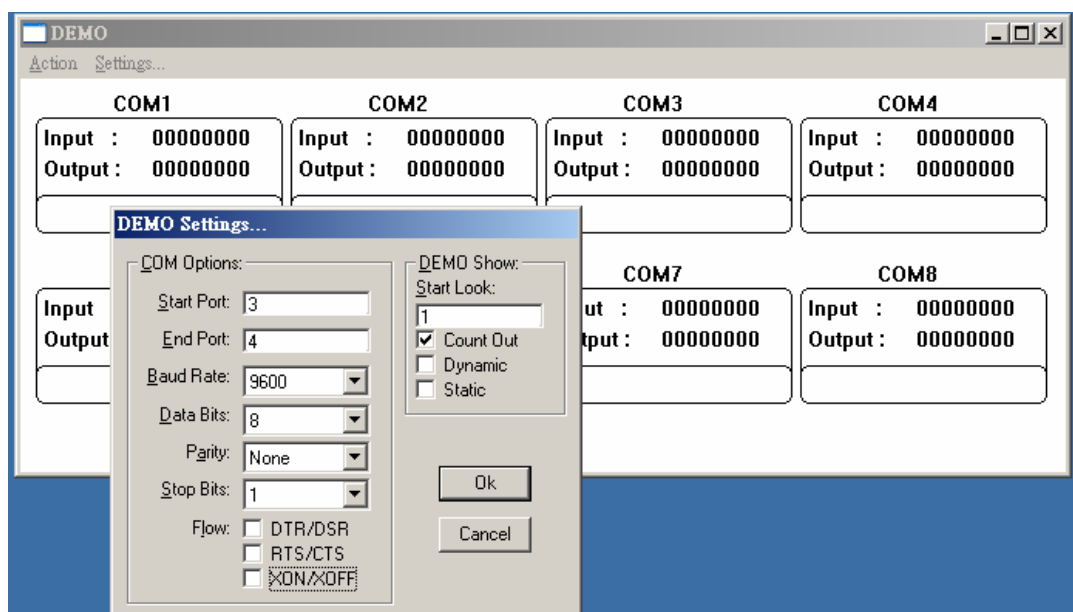 DEMO
Action Settings...
COM1 COM2 COM3 COM4
Input : 00000000 Input : 00000000 Input : 00000000 Input : 00000000
Output : 00000000 Output : 00000000 Output : 00000000 Output : 00000000
COM7 COM8
Input ut : 00000000 Input : 00000000
Output tput : 00000000 Output : 00000000
DEMO Settings...
COM Options:
Start Port: 3
End Port: 4
Baud Rate: 9600
Data Bits: 8
Parity: None
Stop Bits: 1
Flow: DTR/DSR
RTS/CTS
XON/XOFF
DEMO Show:
Start Look:
1
Count Out
Dynamic
Static
Ok
Cancel